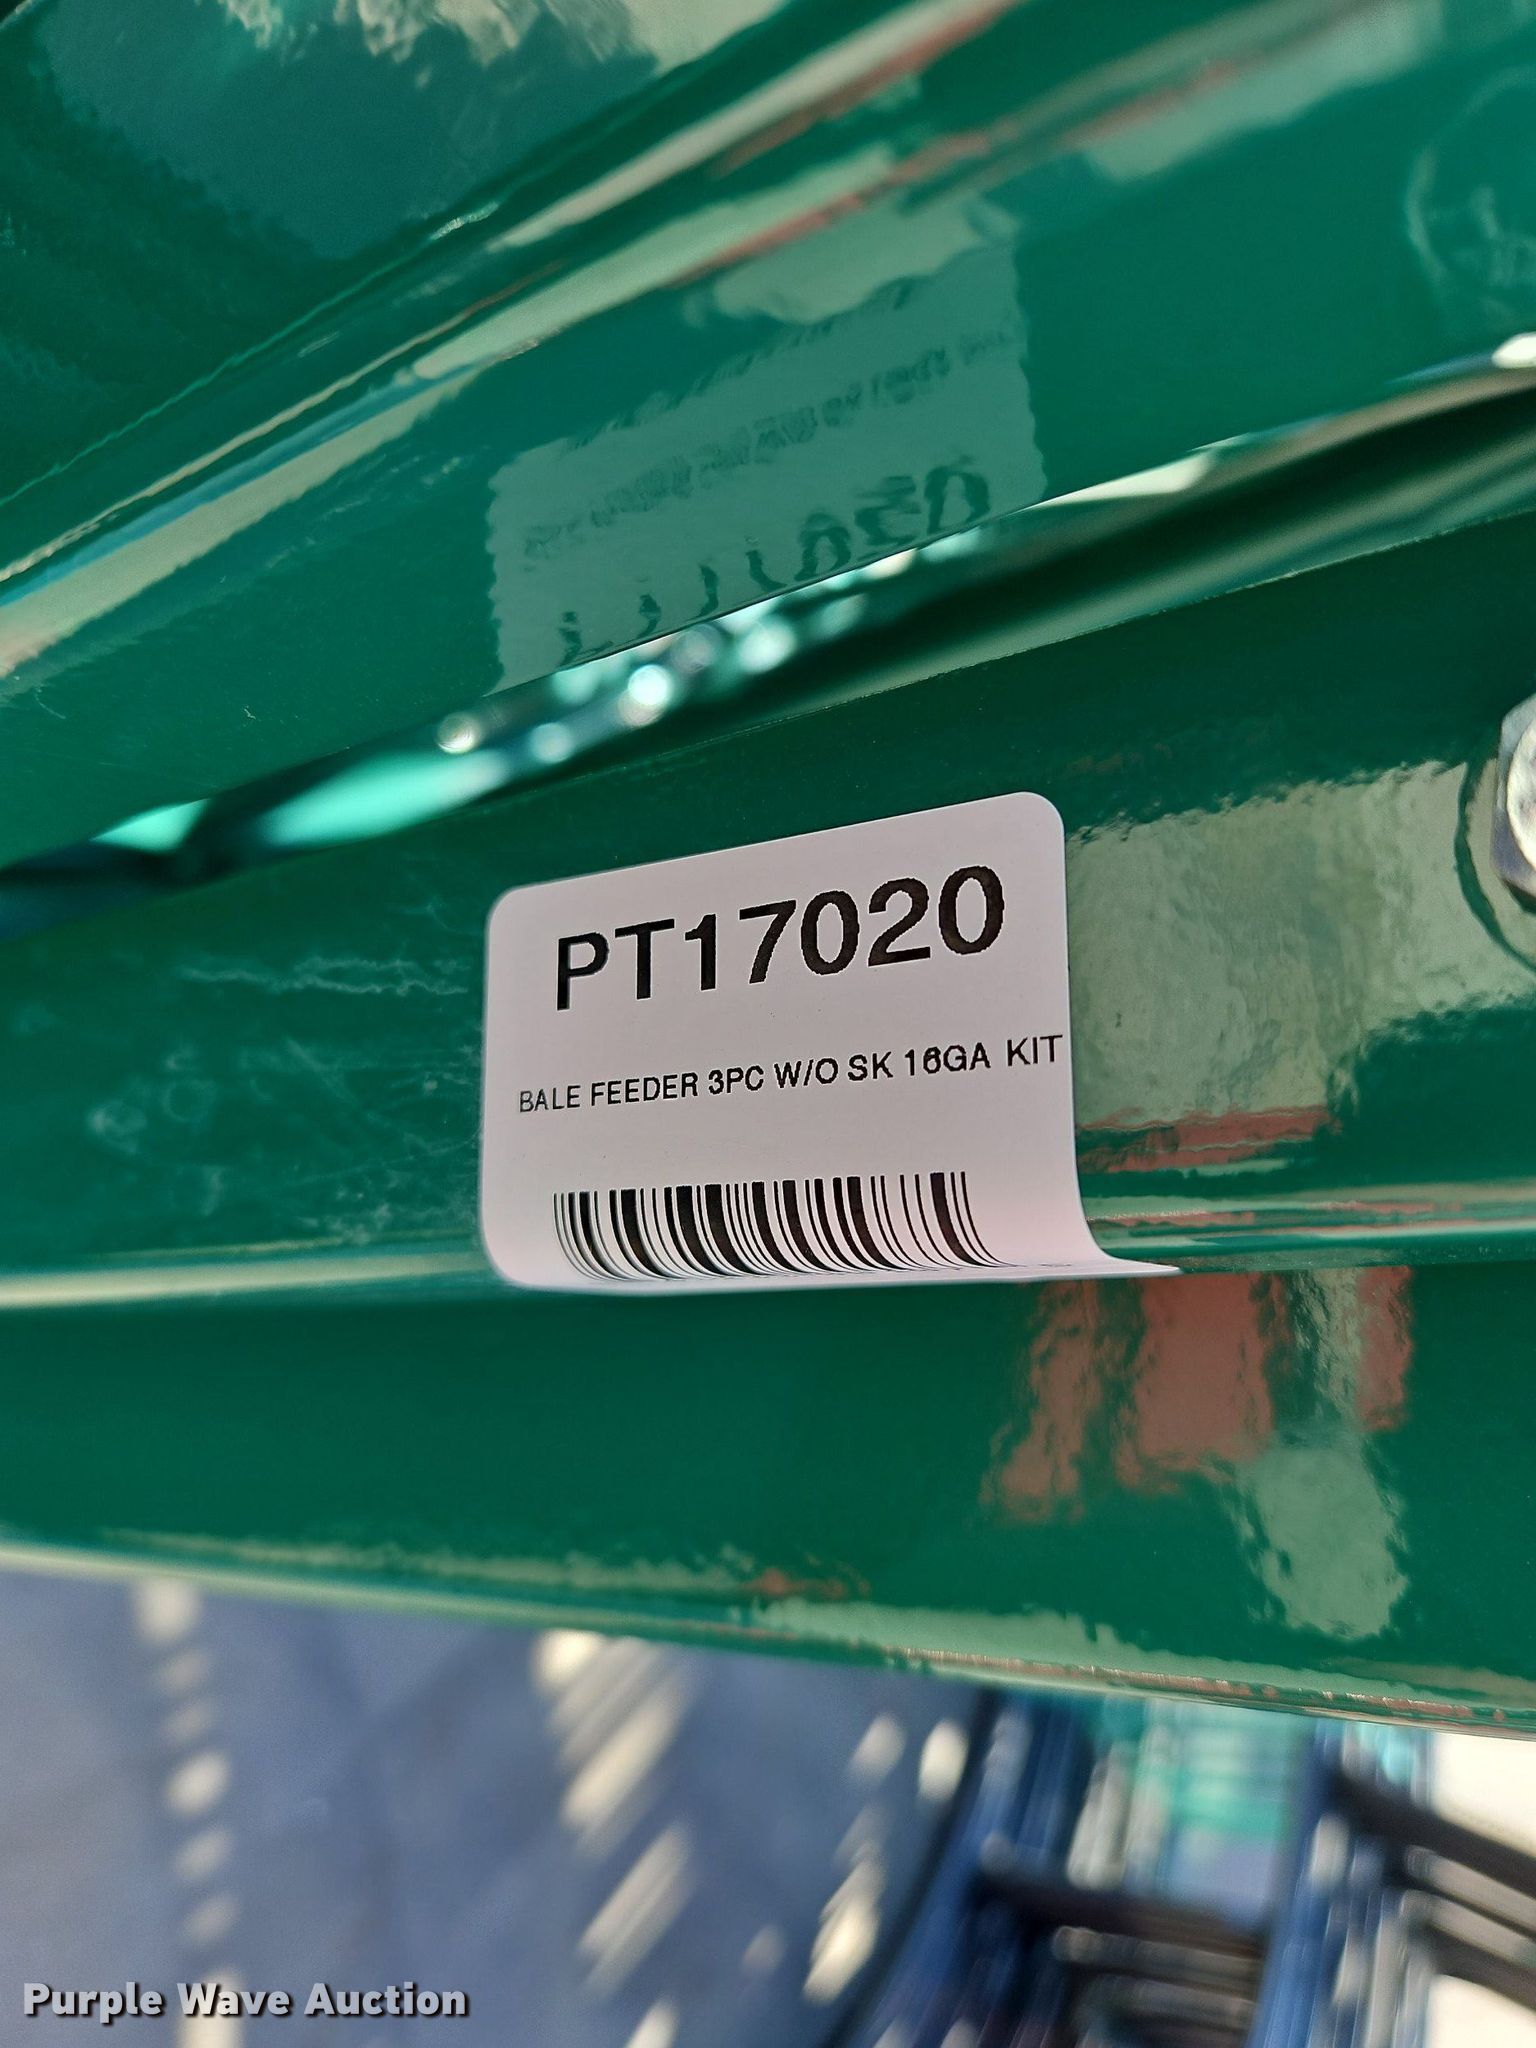 PT17020
BALE FEEDER 3PC W/O SK 16GA KIT
Purple Wave Auction